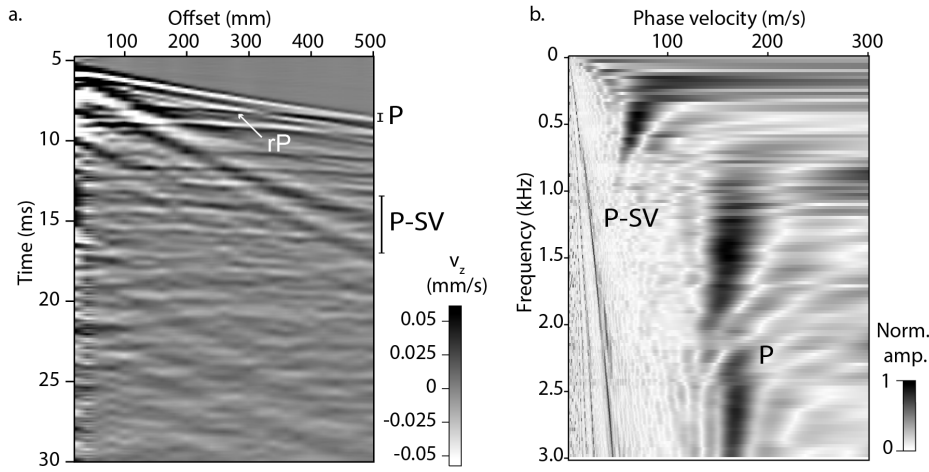 a.
Offset (mm)
100 200 300 400 500
5
10
15
20
25
30
Time (ms)
P
rP
P-SV
vz
(mm/s)
0.05
0.025
0
-0.025
-0.05
b.
Phase velocity (m/s)
100 200 300
0
0.5
1.0
1.5
2.0
2.5
3.0
Frequency (kHz)
P-SV
P
Norm.
amp.
1
0